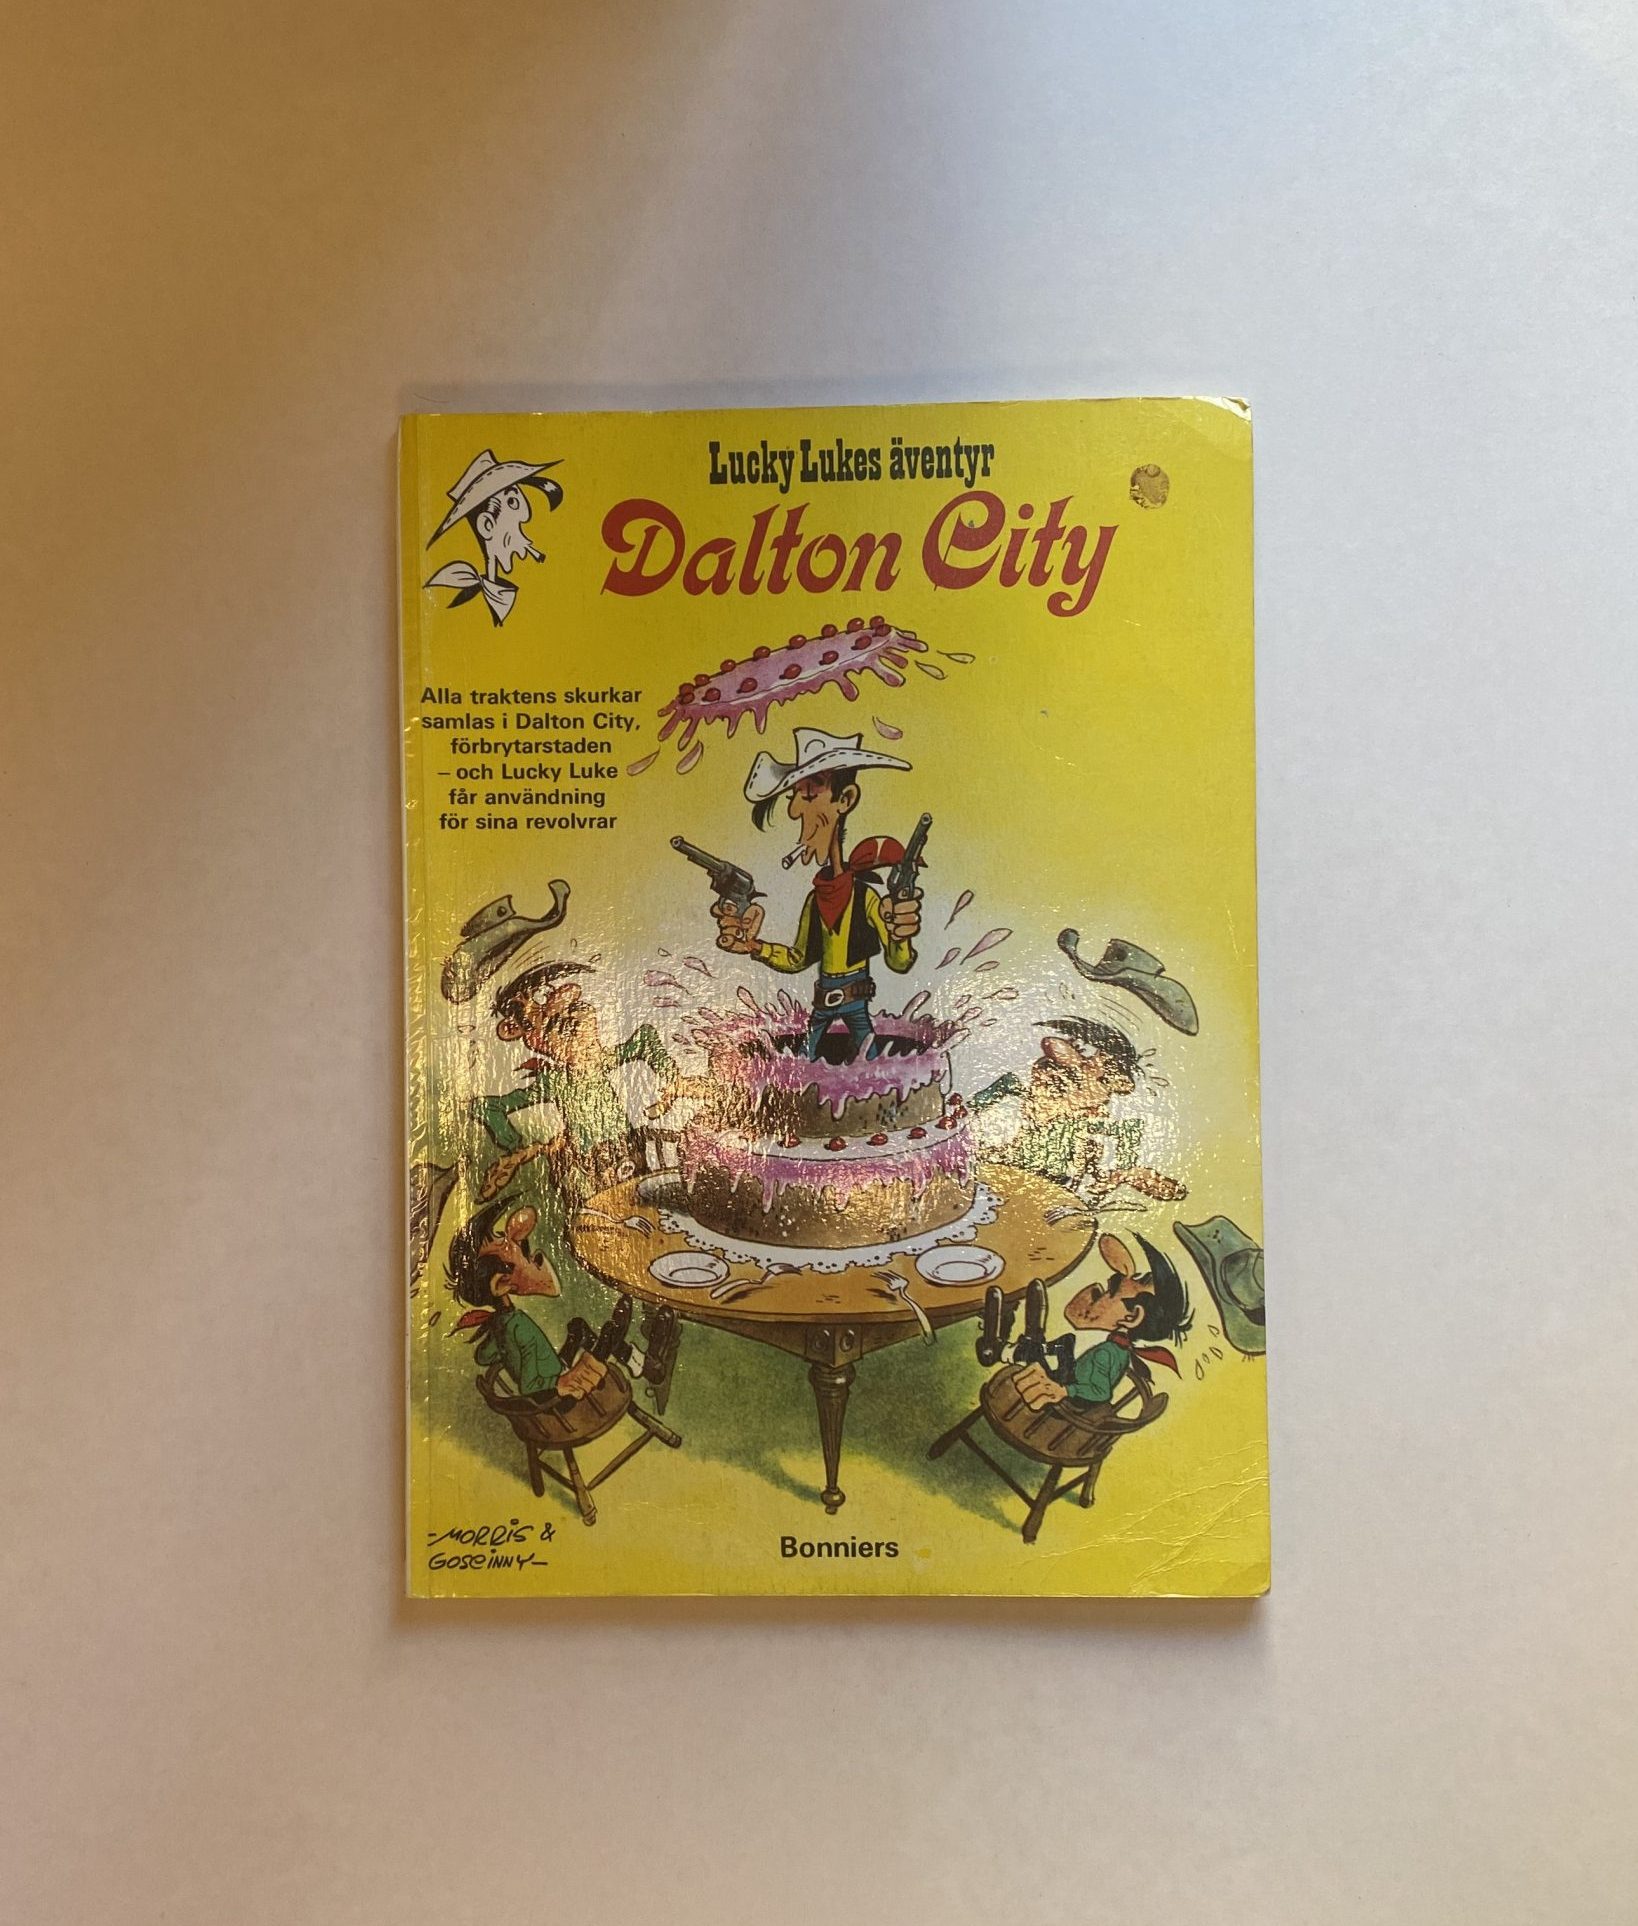 Lucky Lukes äventyr
Dalton City
Alla traktens skurkar
samlas i Dalton City,
förbrytarstaden
– och Lucky Luke
får användning
för sina revolvrar
-MORRIS &
GOSCINNY-
Bonniers